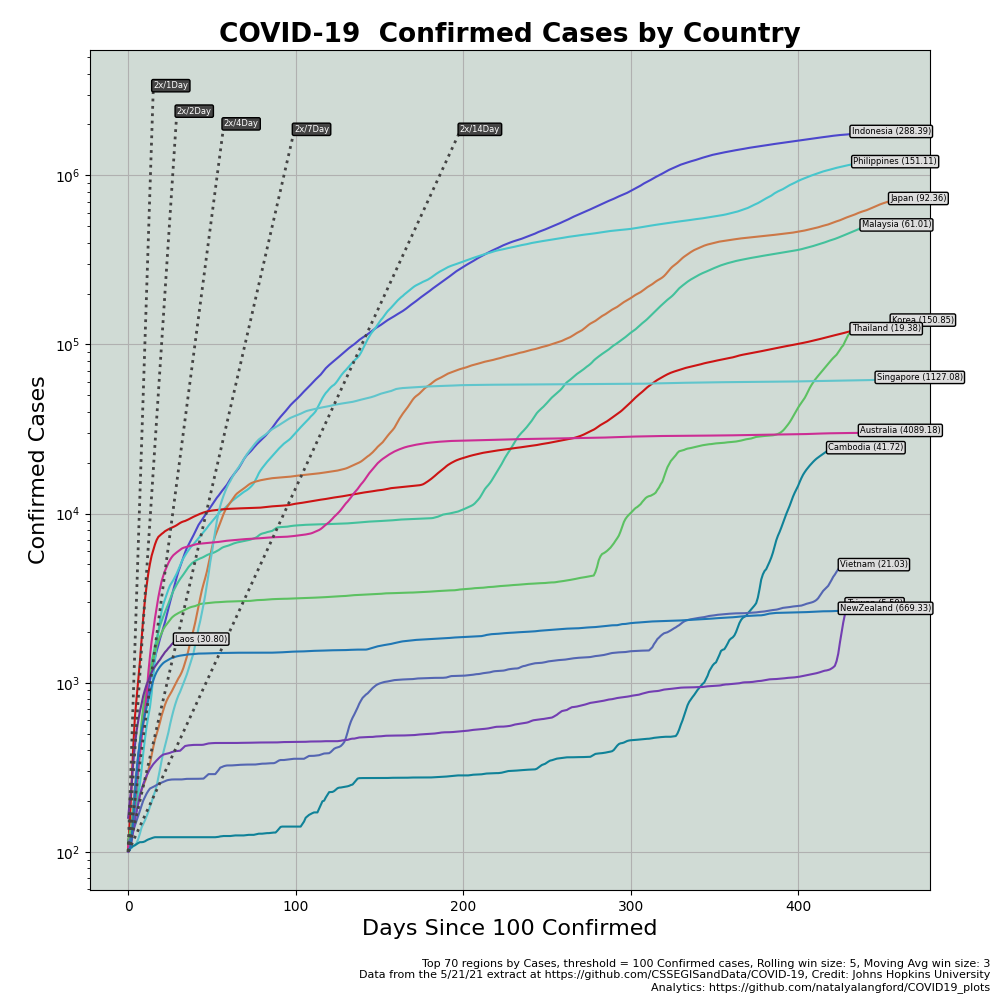 COVID-19  Confirmed Cases by Country
2x/1Day
2x/2Day
2x/4Day
2x/7Day
2x/14Day
Indonesia (288.39)
Philippines (151.11)
Japan (92.36)
Malaysia (61.01)
Korea (150.85)
Thailand (19.38)
Singapore (1127.08)
Australia (4089.18)
Cambodia (41.72)
Vietnam (21.03)
NewZealand (669.33)
Laos (30.80)
Confirmed Cases
10^6
10^5
10^4
10^3
10^2
0 100 200 300 400
Days Since 100 Confirmed
Top 70 regions by Cases, threshold = 100 Confirmed cases, Rolling win size: 5, Moving Avg win size: 3
Data from the 5/21/21 extract at https://github.com/CSSEGISandData/COVID-19, Credit: Johns Hopkins University
Analytics: https://github.com/natalyalangford/COVID19_plots